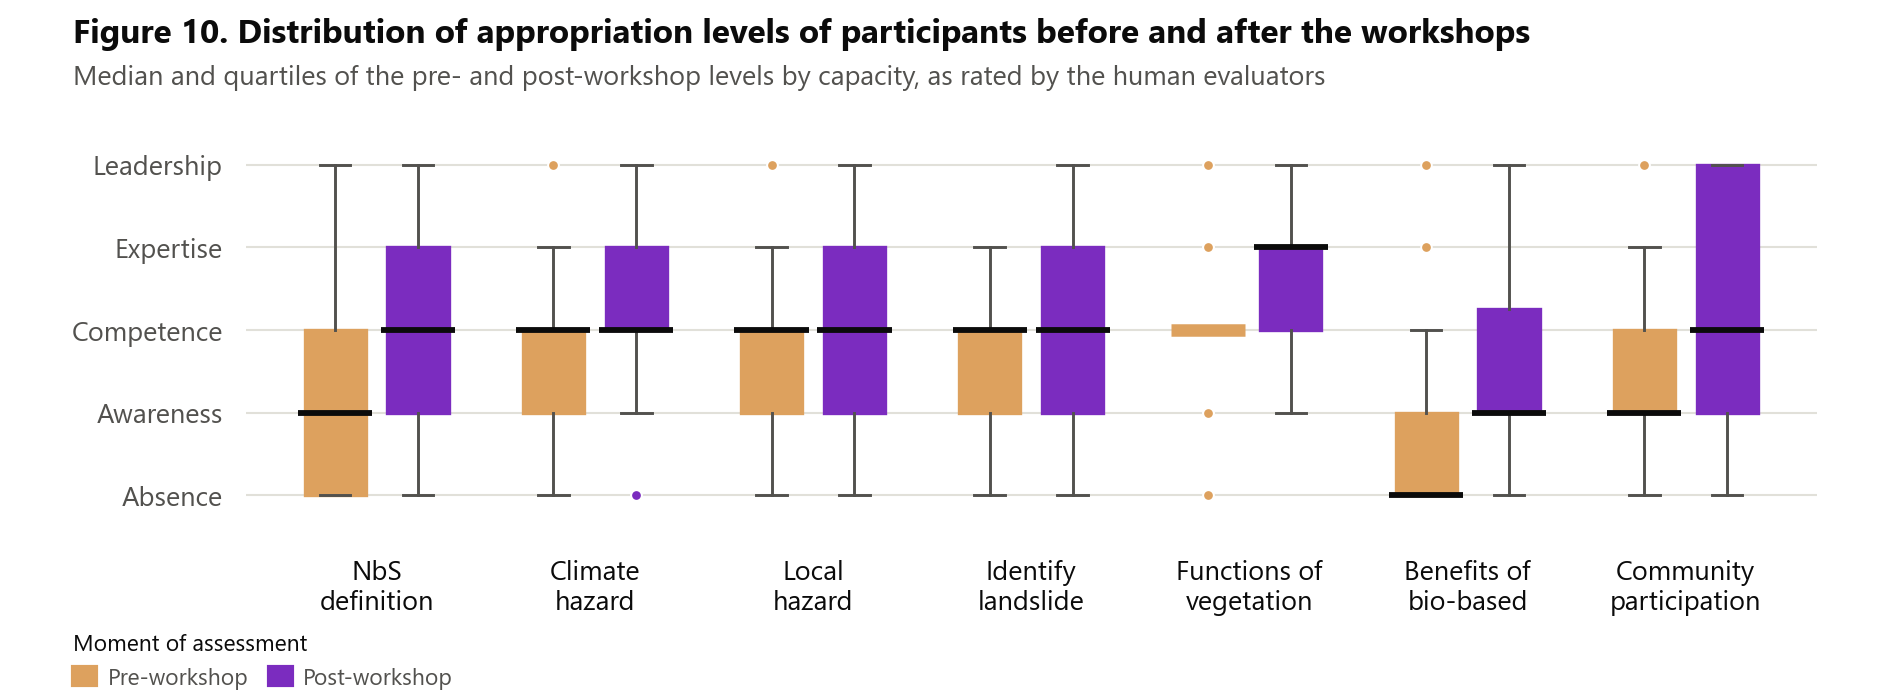 Figure 10. Distribution of appropriation levels of participants before and after the workshops
Median and quartiles of the pre- and post-workshop levels by capacity, as rated by the human evaluators
Leadership
Expertise
Competence
Awareness
Absence
NbS
definition
Climate
hazard
Local
hazard
Identify
landslide
Functions of
vegetation
Benefits of
bio-based
Community
participation
Moment of assessment
Pre-workshop
Post-workshop